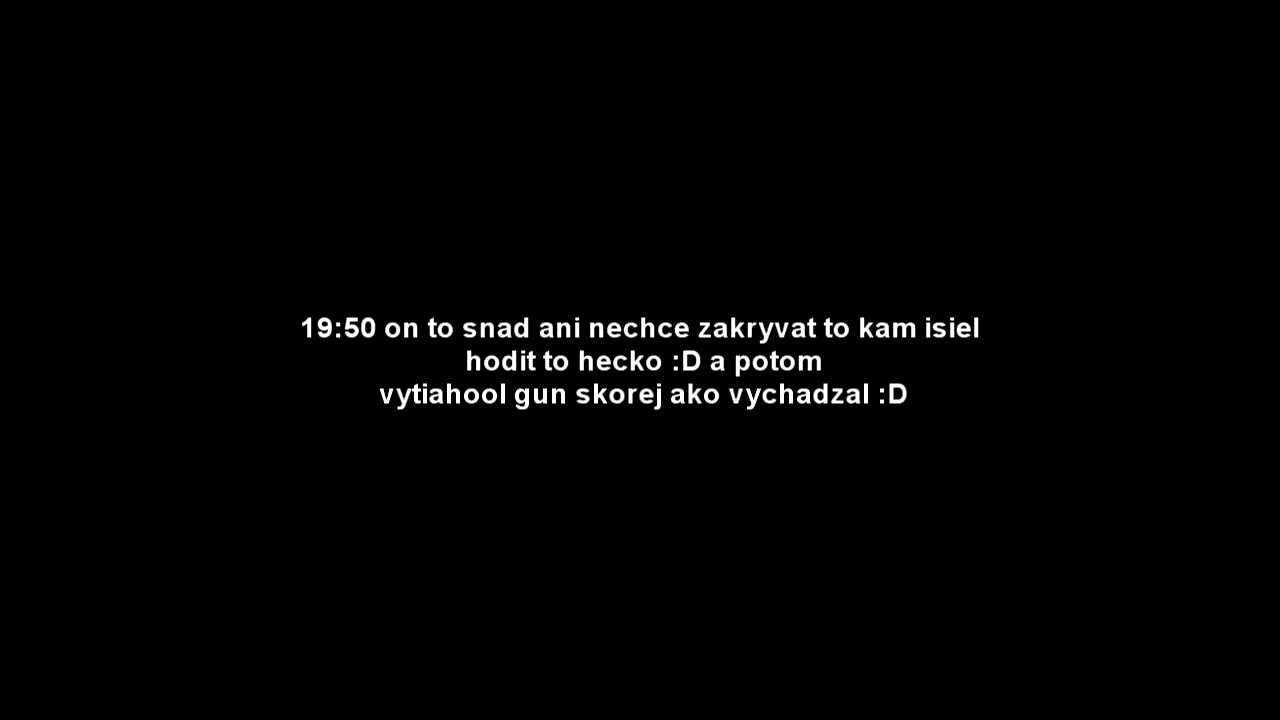 19:50 on to snad ani nechce zakryvat to kam isiel
hodit to hecko :D a potom
vytiahool gun skorej ako vychadzal :D